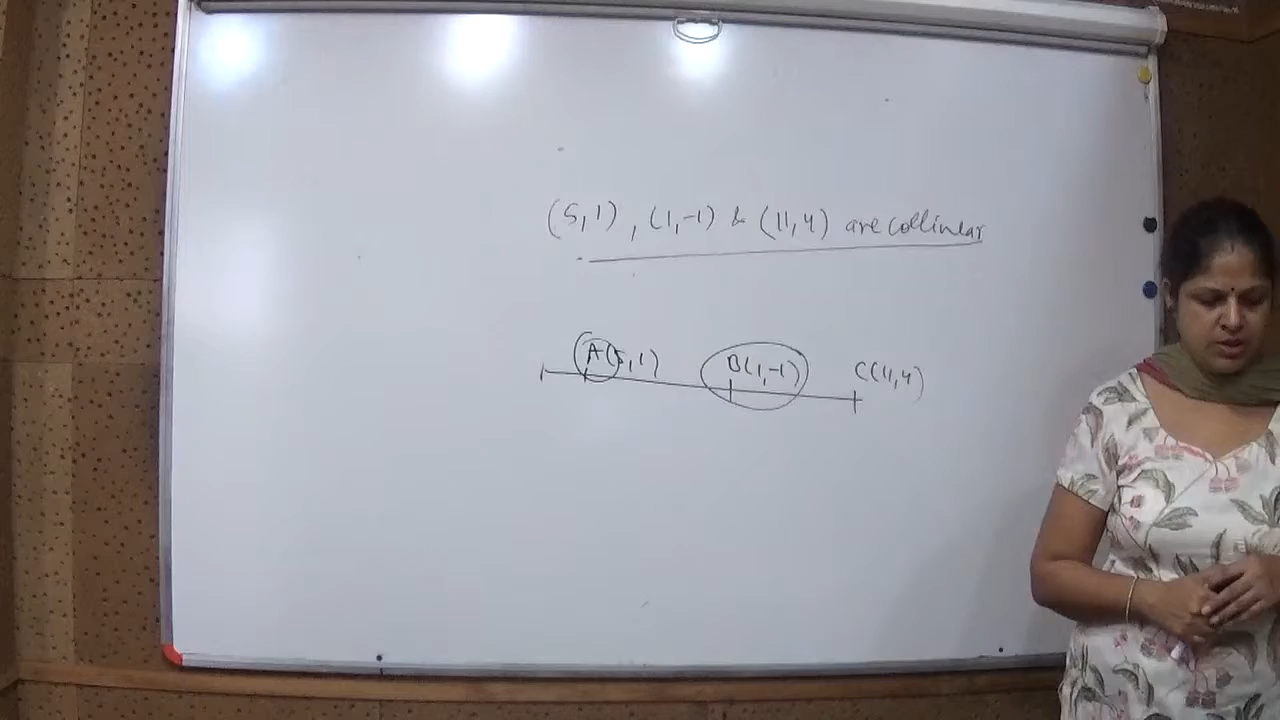 (5,1), (1,-1) & (11,4) are collinear
A(5,1) B(1,-1) C(11,4)